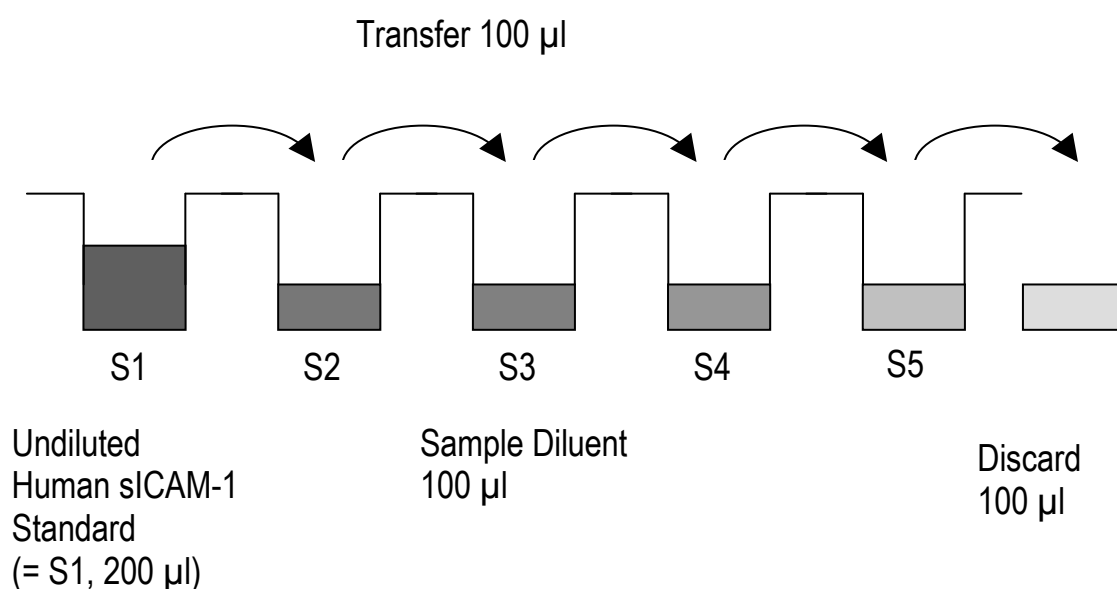 Transfer 100 µl
S1
S2
S3
S4
S5
Undiluted
Human sICAM-1
Standard
(= S1, 200 µl)
Sample Diluent
100 µl
Discard
100 µl